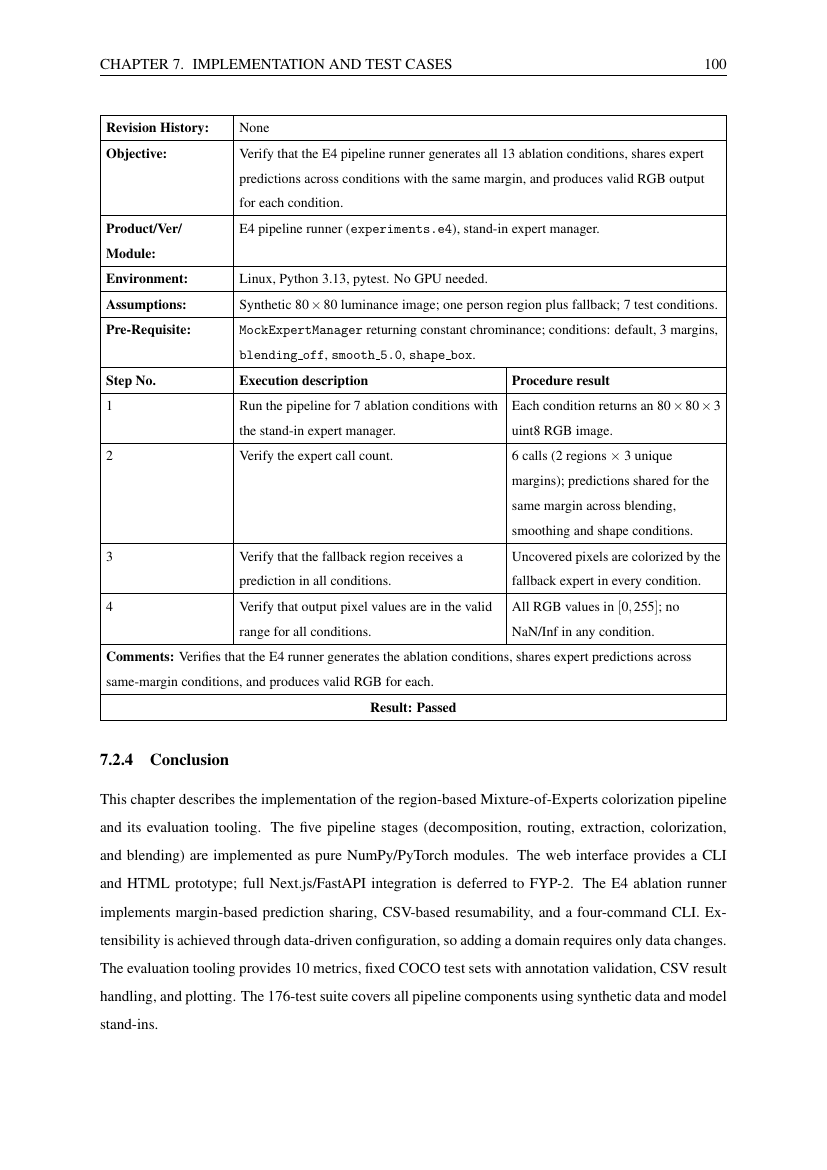 CHAPTER 7. IMPLEMENTATION AND TEST CASES 100
Revision History: None
Objective: Verify that the E4 pipeline runner generates all 13 ablation conditions, shares expert
predictions across conditions with the same margin, and produces valid RGB output
for each condition.
Product/Ver/ E4 pipeline runner (experiments.e4), stand-in expert manager.
Module:
Environment: Linux, Python 3.13, pytest. No GPU needed.
Assumptions: Synthetic 80 × 80 luminance image; one person region plus fallback; 7 test conditions.
Pre-Requisite: MockExpertManager returning constant chrominance; conditions: default, 3 margins,
blending_off, smooth_5.0, shape_box.
Step No. Execution description Procedure result
1 Run the pipeline for 7 ablation conditions with Each condition returns an 80 × 80 × 3
the stand-in expert manager. uint8 RGB image.
2 Verify the expert call count. 6 calls (2 regions × 3 unique
margins); predictions shared for the
same margin across blending,
smoothing and shape conditions.
3 Verify that the fallback region receives a Uncovered pixels are colorized by the
prediction in all conditions. fallback expert in every condition.
4 Verify that output pixel values are in the valid All RGB values in [0, 255]; no
range for all conditions. NaN/Inf in any condition.
Comments: Verifies that the E4 runner generates the ablation conditions, shares expert predictions across
same-margin conditions, and produces valid RGB for each.
Result: Passed
7.2.4 Conclusion
This chapter describes the implementation of the region-based Mixture-of-Experts colorization pipeline
and its evaluation tooling. The five pipeline stages (decomposition, routing, extraction, colorization,
and blending) are implemented as pure NumPy/PyTorch modules. The web interface provides a CLI
and HTML prototype; full Next.js/FastAPI integration is deferred to FYP-2. The E4 ablation runner
implements margin-based prediction sharing, CSV-based resumability, and a four-command CLI. Ex-
tensibility is achieved through data-driven configuration, so adding a domain requires only data changes.
The evaluation tooling provides 10 metrics, fixed COCO test sets with annotation validation, CSV result
handling, and plotting. The 176-test suite covers all pipeline components using synthetic data and model
stand-ins.